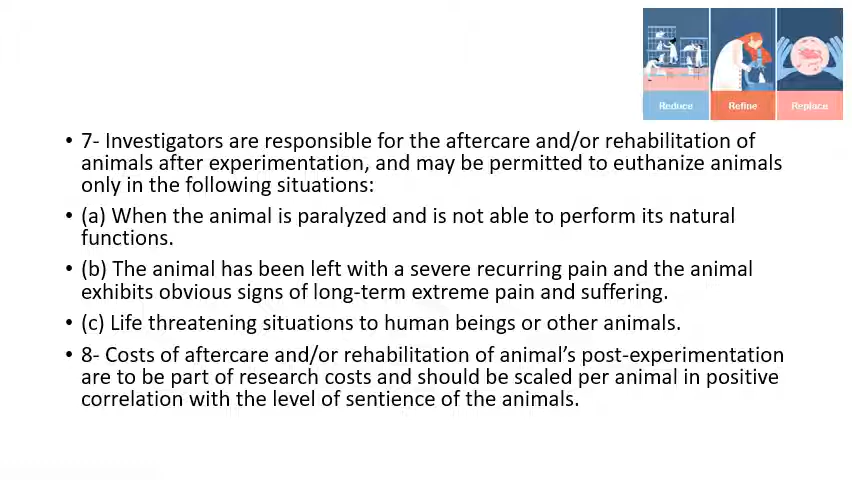 Reduce
Refine
Replace
• 7- Investigators are responsible for the aftercare and/or rehabilitation of
animals after experimentation, and may be permitted to euthanize animals
only in the following situations:
• (a) When the animal is paralyzed and is not able to perform its natural
functions.
• (b) The animal has been left with a severe recurring pain and the animal
exhibits obvious signs of long-term extreme pain and suffering.
• (c) Life threatening situations to human beings or other animals.
• 8- Costs of aftercare and/or rehabilitation of animal’s post-experimentation
are to be part of research costs and should be scaled per animal in positive
correlation with the level of sentience of the animals.